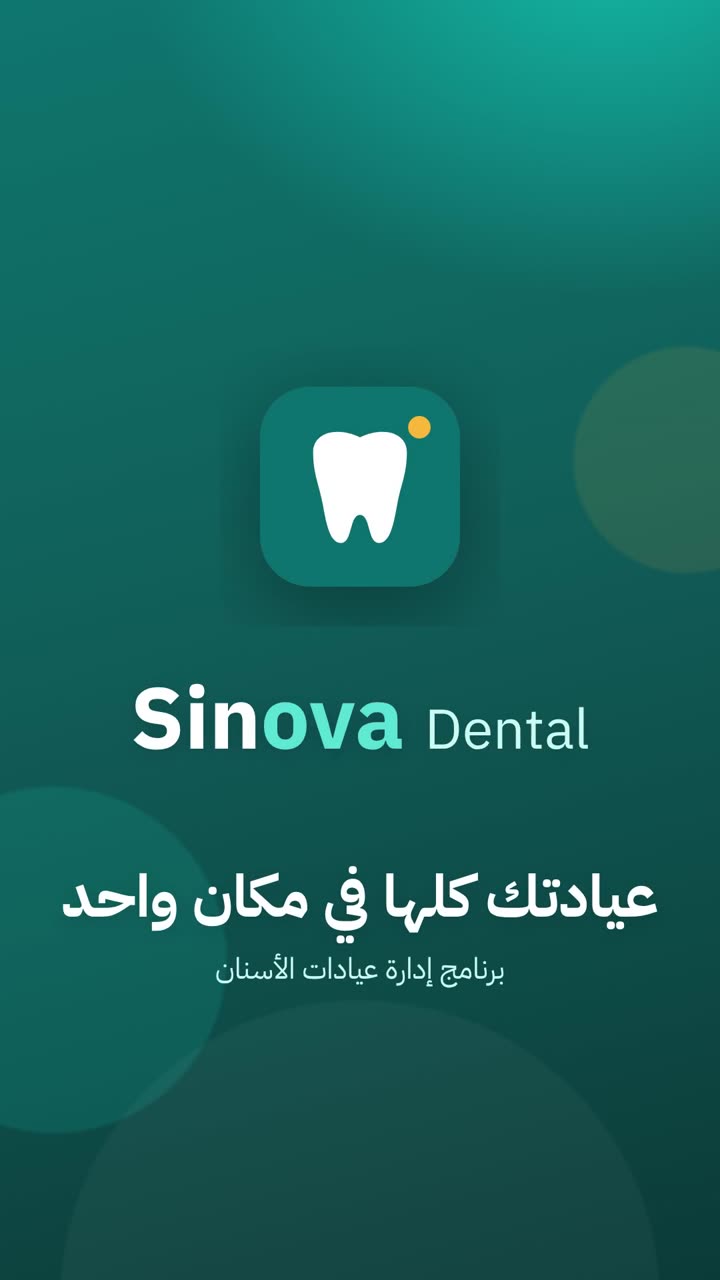 Sinova Dental
عيادتك كلها في مكان واحد
برنامج إدارة عيادات الأسنان